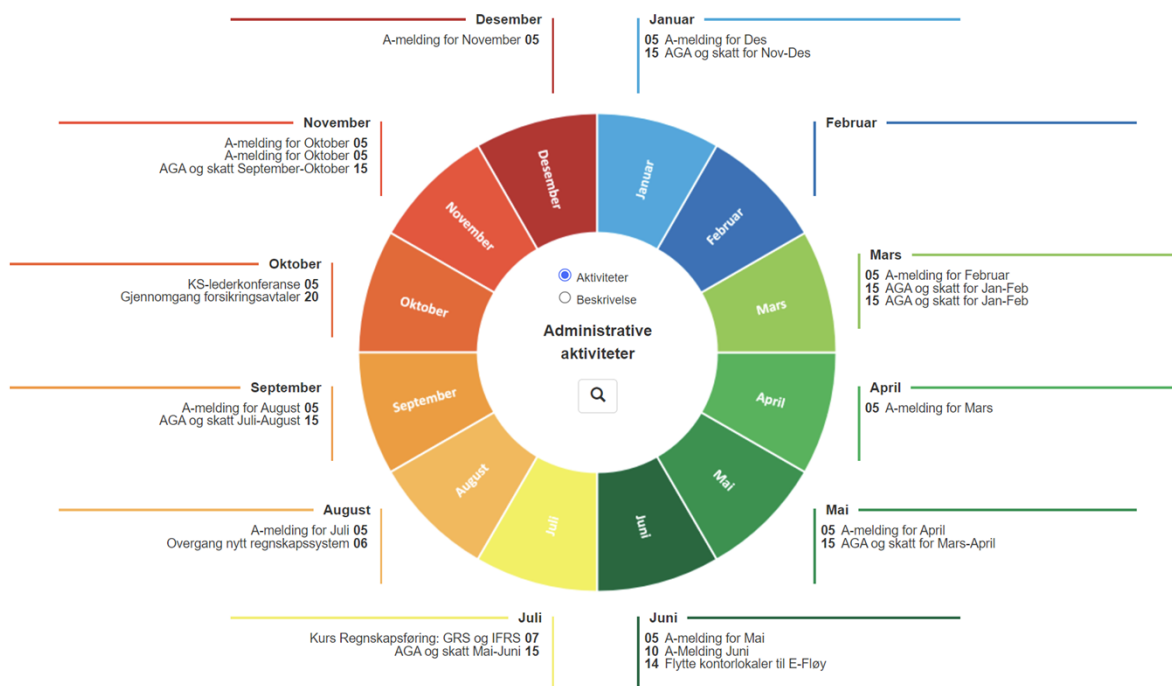 Desember
A-melding for November 05
Januar
05 A-melding for Des
15 AGA og skatt for Nov-Des
November
A-melding for Oktober 05
A-melding for Oktober 05
AGA og skatt September-Oktober 15
Februar
Oktober
KS-lederkonferanse 05
Gjennomgang forsikringsavtaler 20
Mars
05 A-melding for Februar
15 AGA og skatt for Jan-Feb
15 AGA og skatt for Jan-Feb
September
A-melding for August 05
AGA og skatt Juli-August 15
April
05 A-melding for Mars
August
A-melding for Juli 05
Overgang nytt regnskapssystem 06
Mai
05 A-melding for April
15 AGA og skatt for Mars-April
Juli
Kurs Regnskapsføring: GRS og IFRS 07
AGA og skatt Mai-Juni 15
Juni
05 A-melding for Mai
10 A-Melding Juni
14 Flytte kontorlokaler til E-Fløy
Januar
Februar
Mars
April
Mai
Juni
Juli
August
September
Oktober
November
Desember
Aktiviteter
Beskrivelse
Administrative
aktiviteter